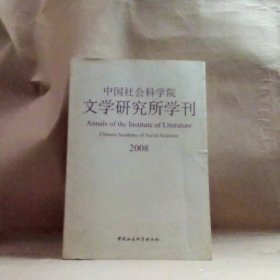 中国社会科学院
文学研究所学刊
Annals of the Institute of Literature
Chinese Academy of Social Sciences
2008
中国社会科学出版社